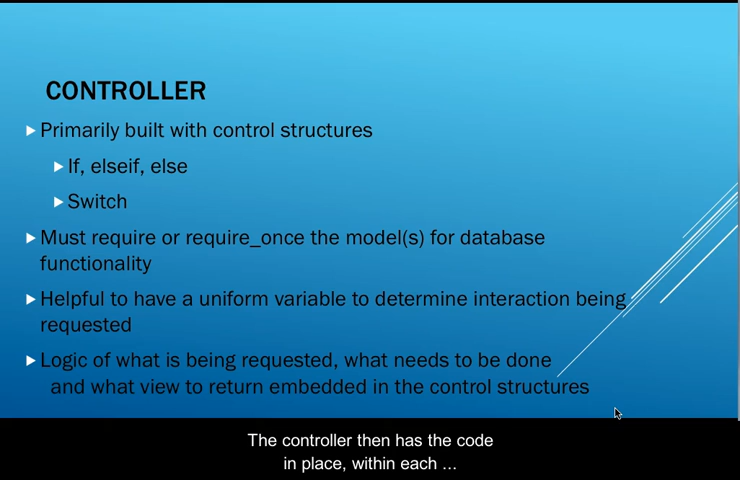 CONTROLLER
Primarily built with control structures
If, elseif, else
Switch
Must require or require_once the model(s) for database
functionality
Helpful to have a uniform variable to determine interaction being
requested
Logic of what is being requested, what needs to be done
and what view to return embedded in the control structures
The controller then has the code
in place, within each ...